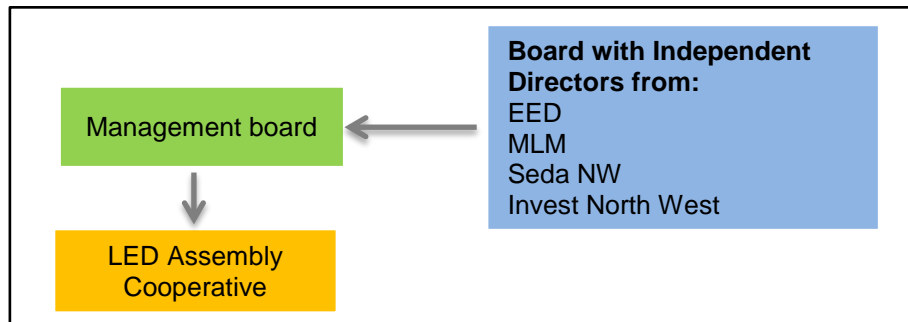 Management board
LED Assembly
Cooperative
Board with Independent
Directors from:
EED
MLM
Seda NW
Invest North West